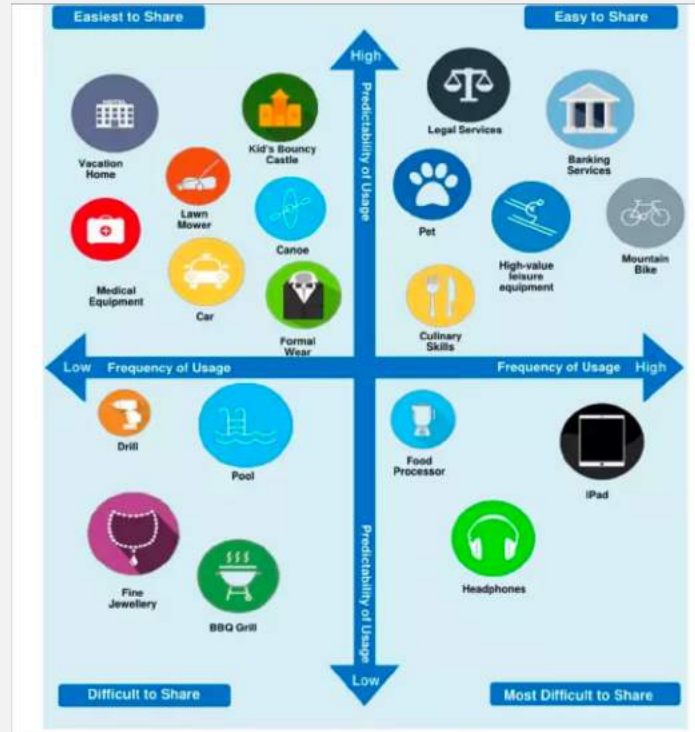 Easiest to Share
Easy to Share
High
Predictability of Usage
Vacation
Home
Kid's Bouncy
Castle
Lawn
Mower
Canoe
Medical
Equipment
Car
Formal
Wear
Legal Services
Banking
Services
Pet
High-value
leisure
equipment
Mountain
Bike
Culinary
Skills
Low
Frequency of Usage
Frequency of Usage
High
Drill
Pool
Fine
Jewellery
BBQ Grill
Food
Processor
iPad
Headphones
Predictability of Usage
Low
Difficult to Share
Most Difficult to Share